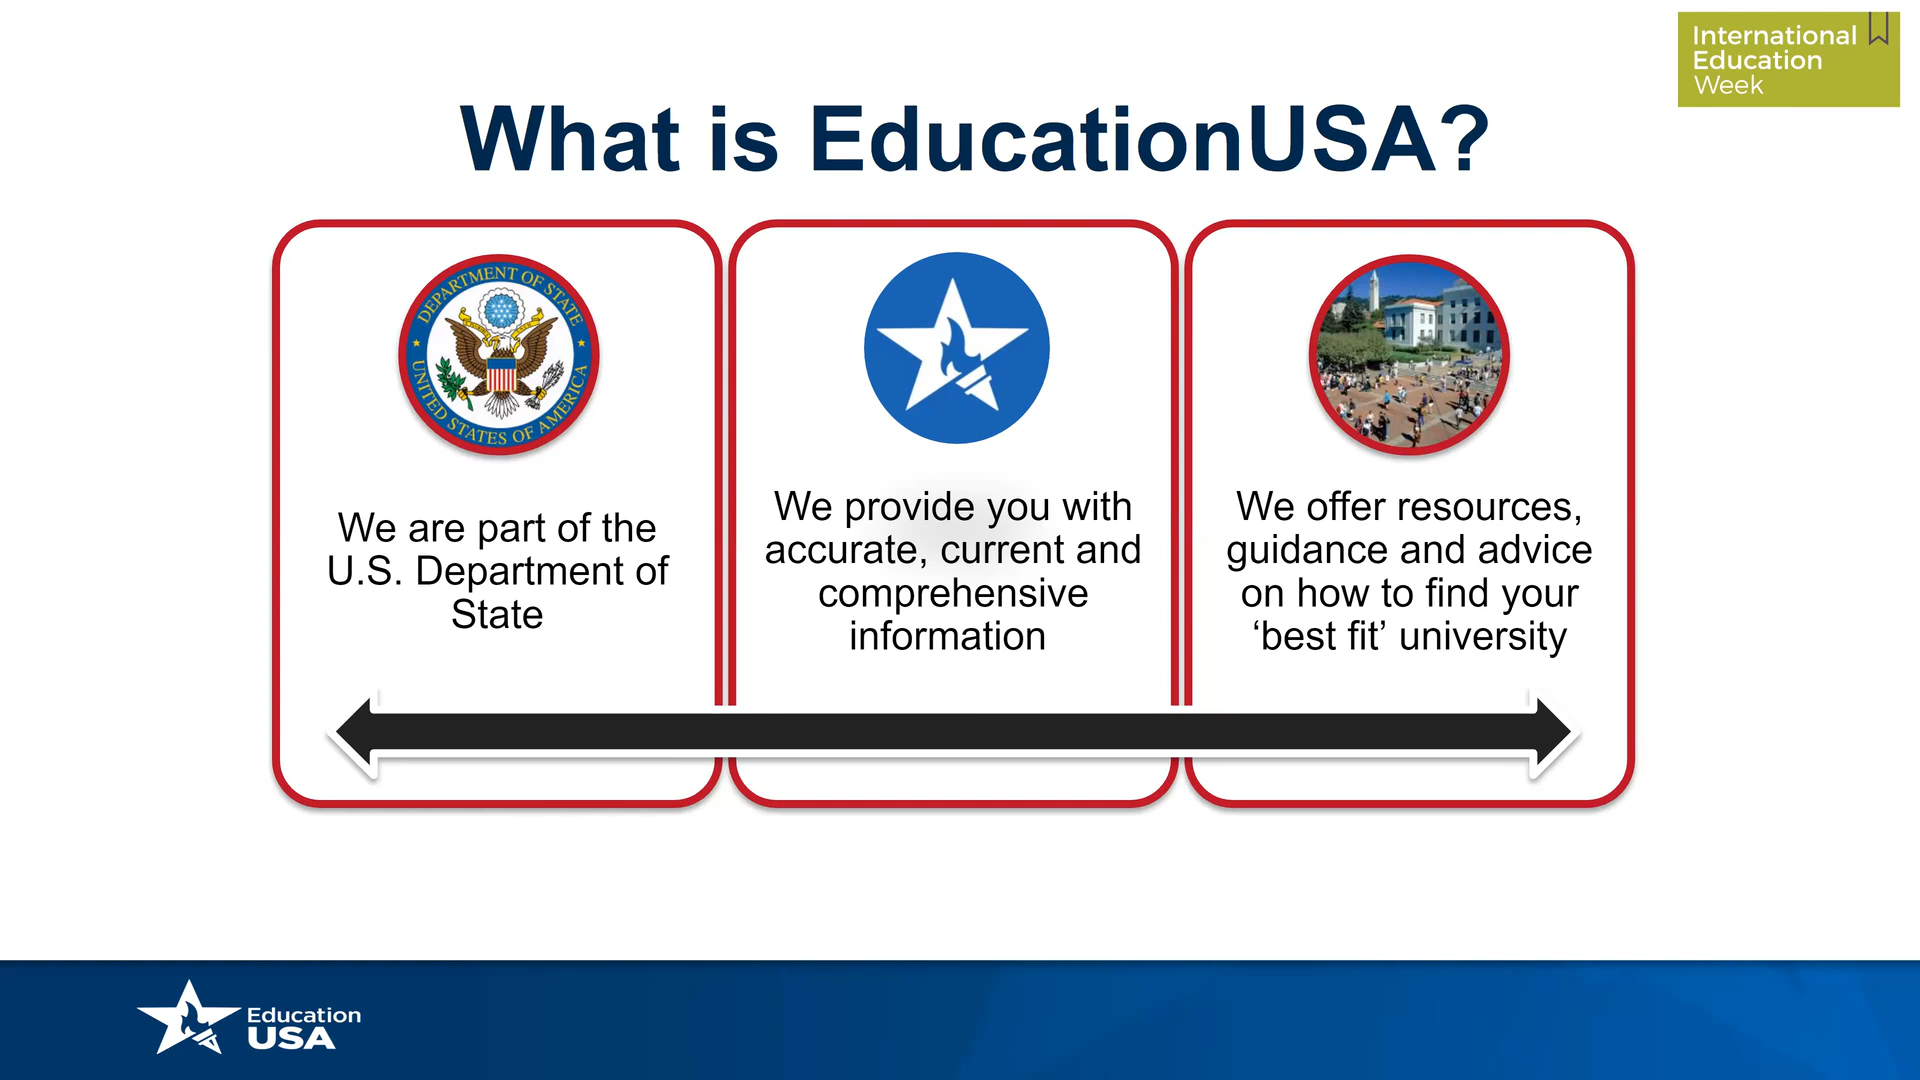 International
Education
Week
What is EducationUSA?
DEPARTMENT OF STATE
UNITED STATES OF AMERICA
We are part of the
U.S. Department of
State
We provide you with
accurate, current and
comprehensive
information
We offer resources,
guidance and advice
on how to find your
‘best fit’ university
Education
USA